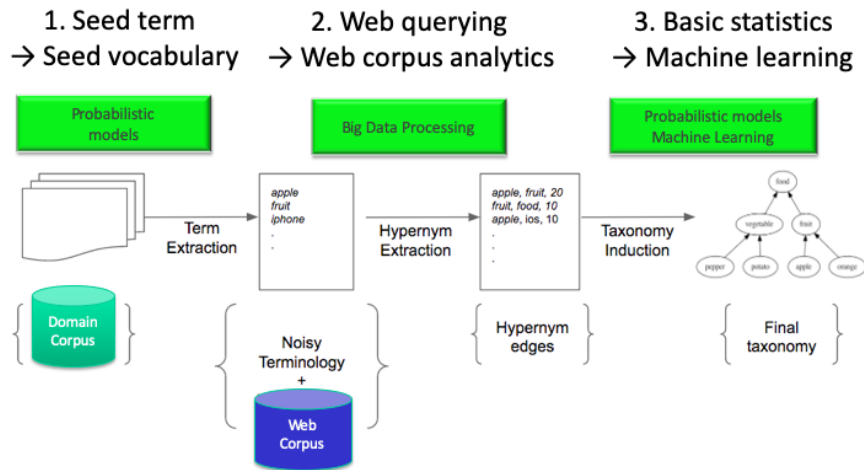 1. Seed term
→ Seed vocabulary
2. Web querying
→ Web corpus analytics
3. Basic statistics
→ Machine learning
Probabilistic
models
Big Data Processing
Probabilistic models
Machine Learning
Term
Extraction
apple
fruit
iphone
.
.
.
Hypernym
Extraction
apple, fruit, 20
fruit, food, 10
apple, ios, 10
.
.
.
Taxonomy
Induction
food
vegetable
fruit
pepper
potato
apple
orange
{ Domain
Corpus }
{ Noisy
Terminology
+
Web
Corpus }
{ Hypernym
edges }
{ Final
taxonomy }